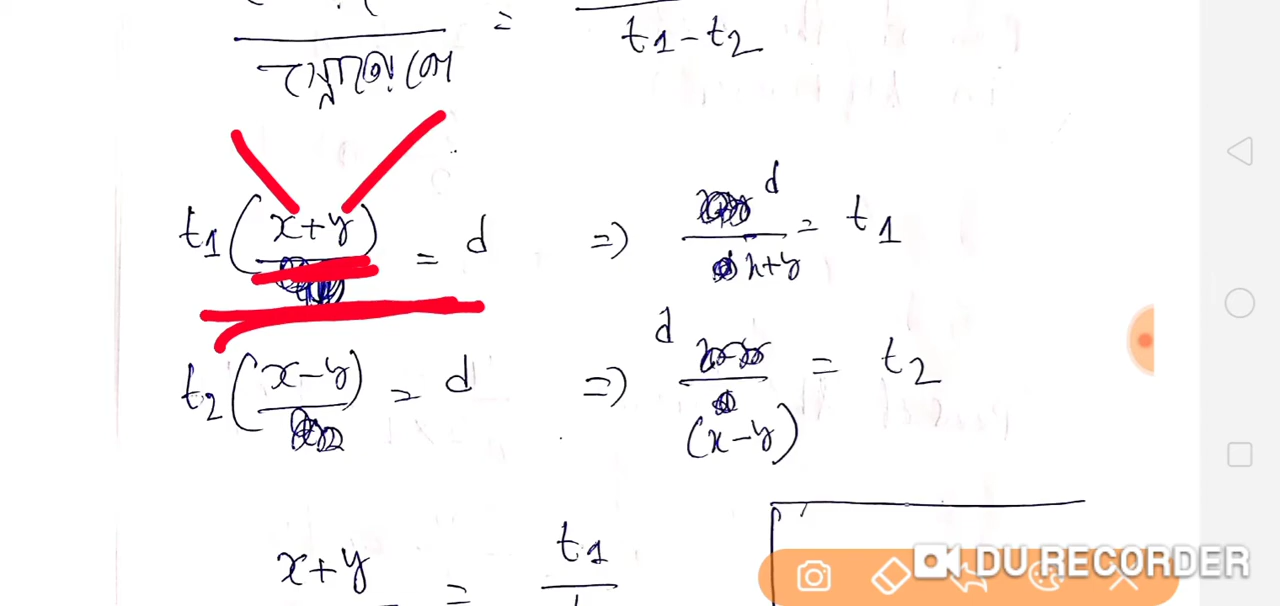 = t1-t2
t1(x+y) = d => d/x+y = t1
t2(x-y) = d => d/(x-y) = t2
x+y = t1
DU RECORDER